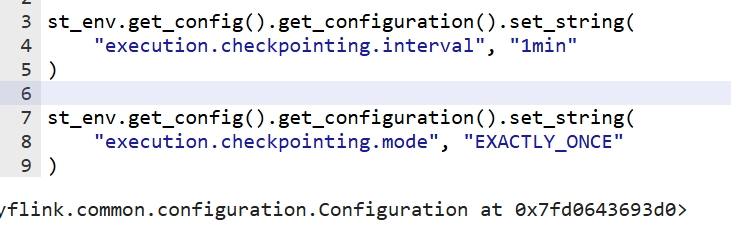 3 st_env.get_config().get_configuration().set_string(
4     "execution.checkpointing.interval", "1min"
5 )
6
7 st_env.get_config().get_configuration().set_string(
8     "execution.checkpointing.mode", "EXACTLY_ONCE"
9 )
yflink.common.configuration.Configuration at 0x7fd0643693d0>